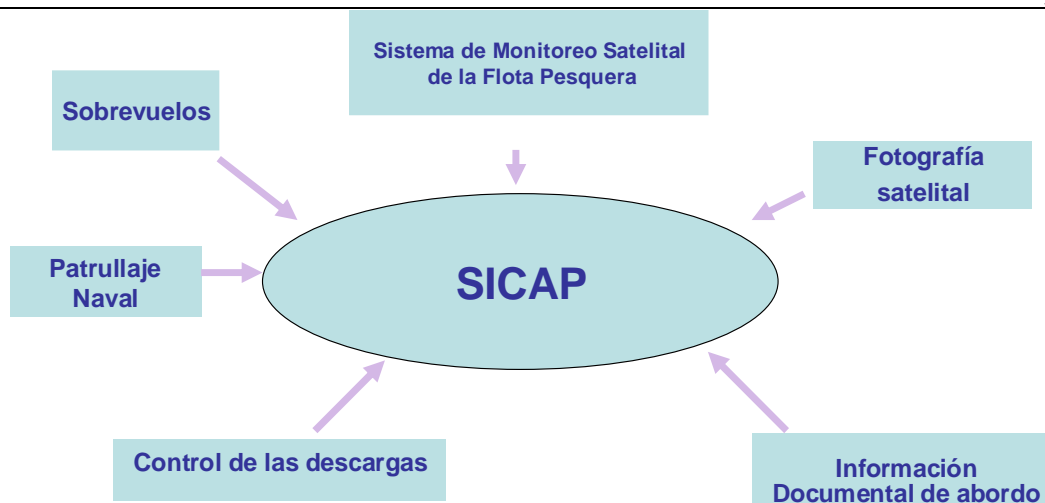 Sistema de Monitoreo Satelital
de la Flota Pesquera
Sobrevuelos
Fotografía
satelital
Patrullaje
Naval
SICAP
Control de las descargas
Información
Documental de abordo